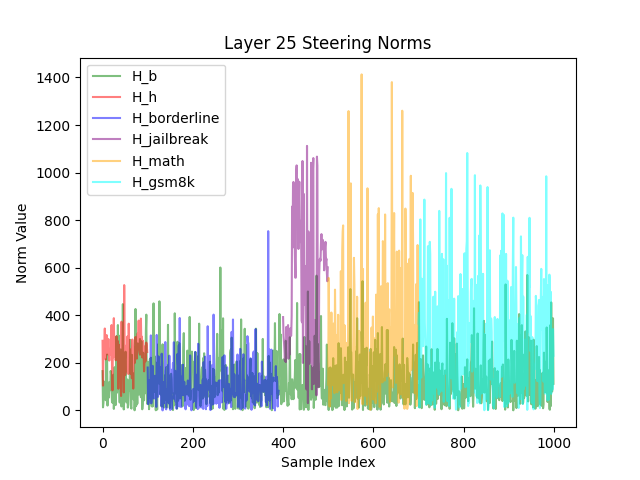 Layer 25 Steering Norms
H_b
H_h
H_borderline
H_jailbreak
H_math
H_gsm8k
Norm Value
1400
1200
1000
800
600
400
200
0
0 200 400 600 800 1000
Sample Index